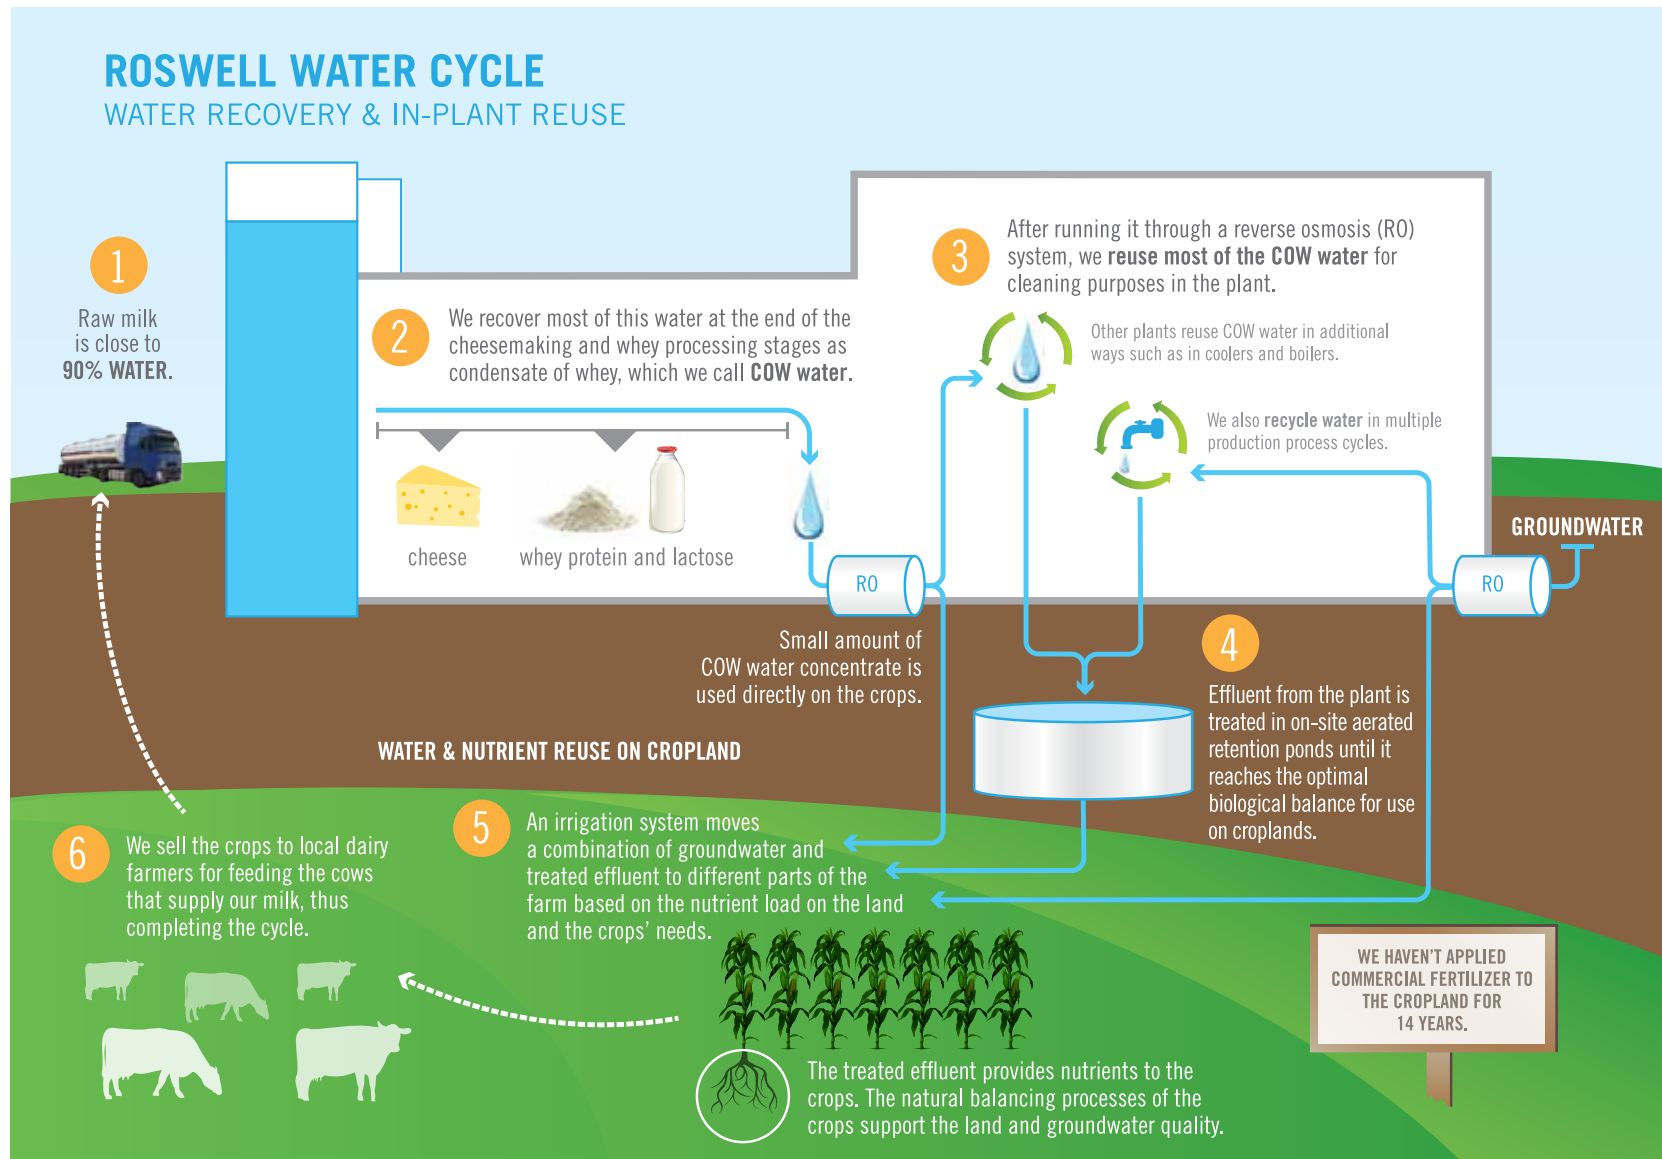 ROSWELL WATER CYCLE
WATER RECOVERY & IN-PLANT REUSE
1
Raw milk
is close to
90% WATER.
2
We recover most of this water at the end of the
cheesemaking and whey processing stages as
condensate of whey, which we call COW water.
cheese
whey protein and lactose
3
After running it through a reverse osmosis (RO)
system, we reuse most of the COW water for
cleaning purposes in the plant.
Other plants reuse COW water in additional
ways such as in coolers and boilers.
We also recycle water in multiple
production process cycles.
GROUNDWATER
RO
RO
Small amount of
COW water concentrate is
used directly on the crops.
4
Effluent from the plant is
treated in on-site aerated
retention ponds until it
reaches the optimal
biological balance for use
on croplands.
WATER & NUTRIENT REUSE ON CROPLAND
5
An irrigation system moves
a combination of groundwater and
treated effluent to different parts of the
farm based on the nutrient load on the land
and the crops' needs.
6
We sell the crops to local dairy
farmers for feeding the cows
that supply our milk, thus
completing the cycle.
WE HAVEN'T APPLIED
COMMERCIAL FERTILIZER TO
THE CROPLAND FOR
14 YEARS.
The treated effluent provides nutrients to the
crops. The natural balancing processes of the
crops support the land and groundwater quality.